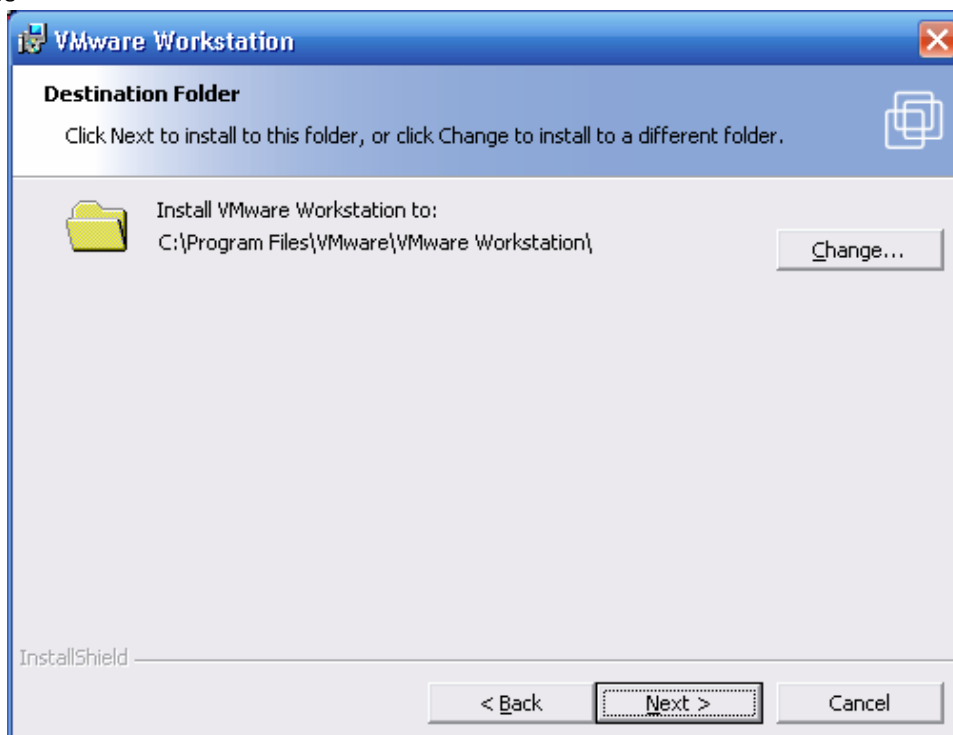 VMware Workstation
Destination Folder
Click Next to install to this folder, or click Change to install to a different folder.
Install VMware Workstation to:
C:\Program Files\VMware\VMware Workstation\
Change...
InstallShield
< Back
Next >
Cancel